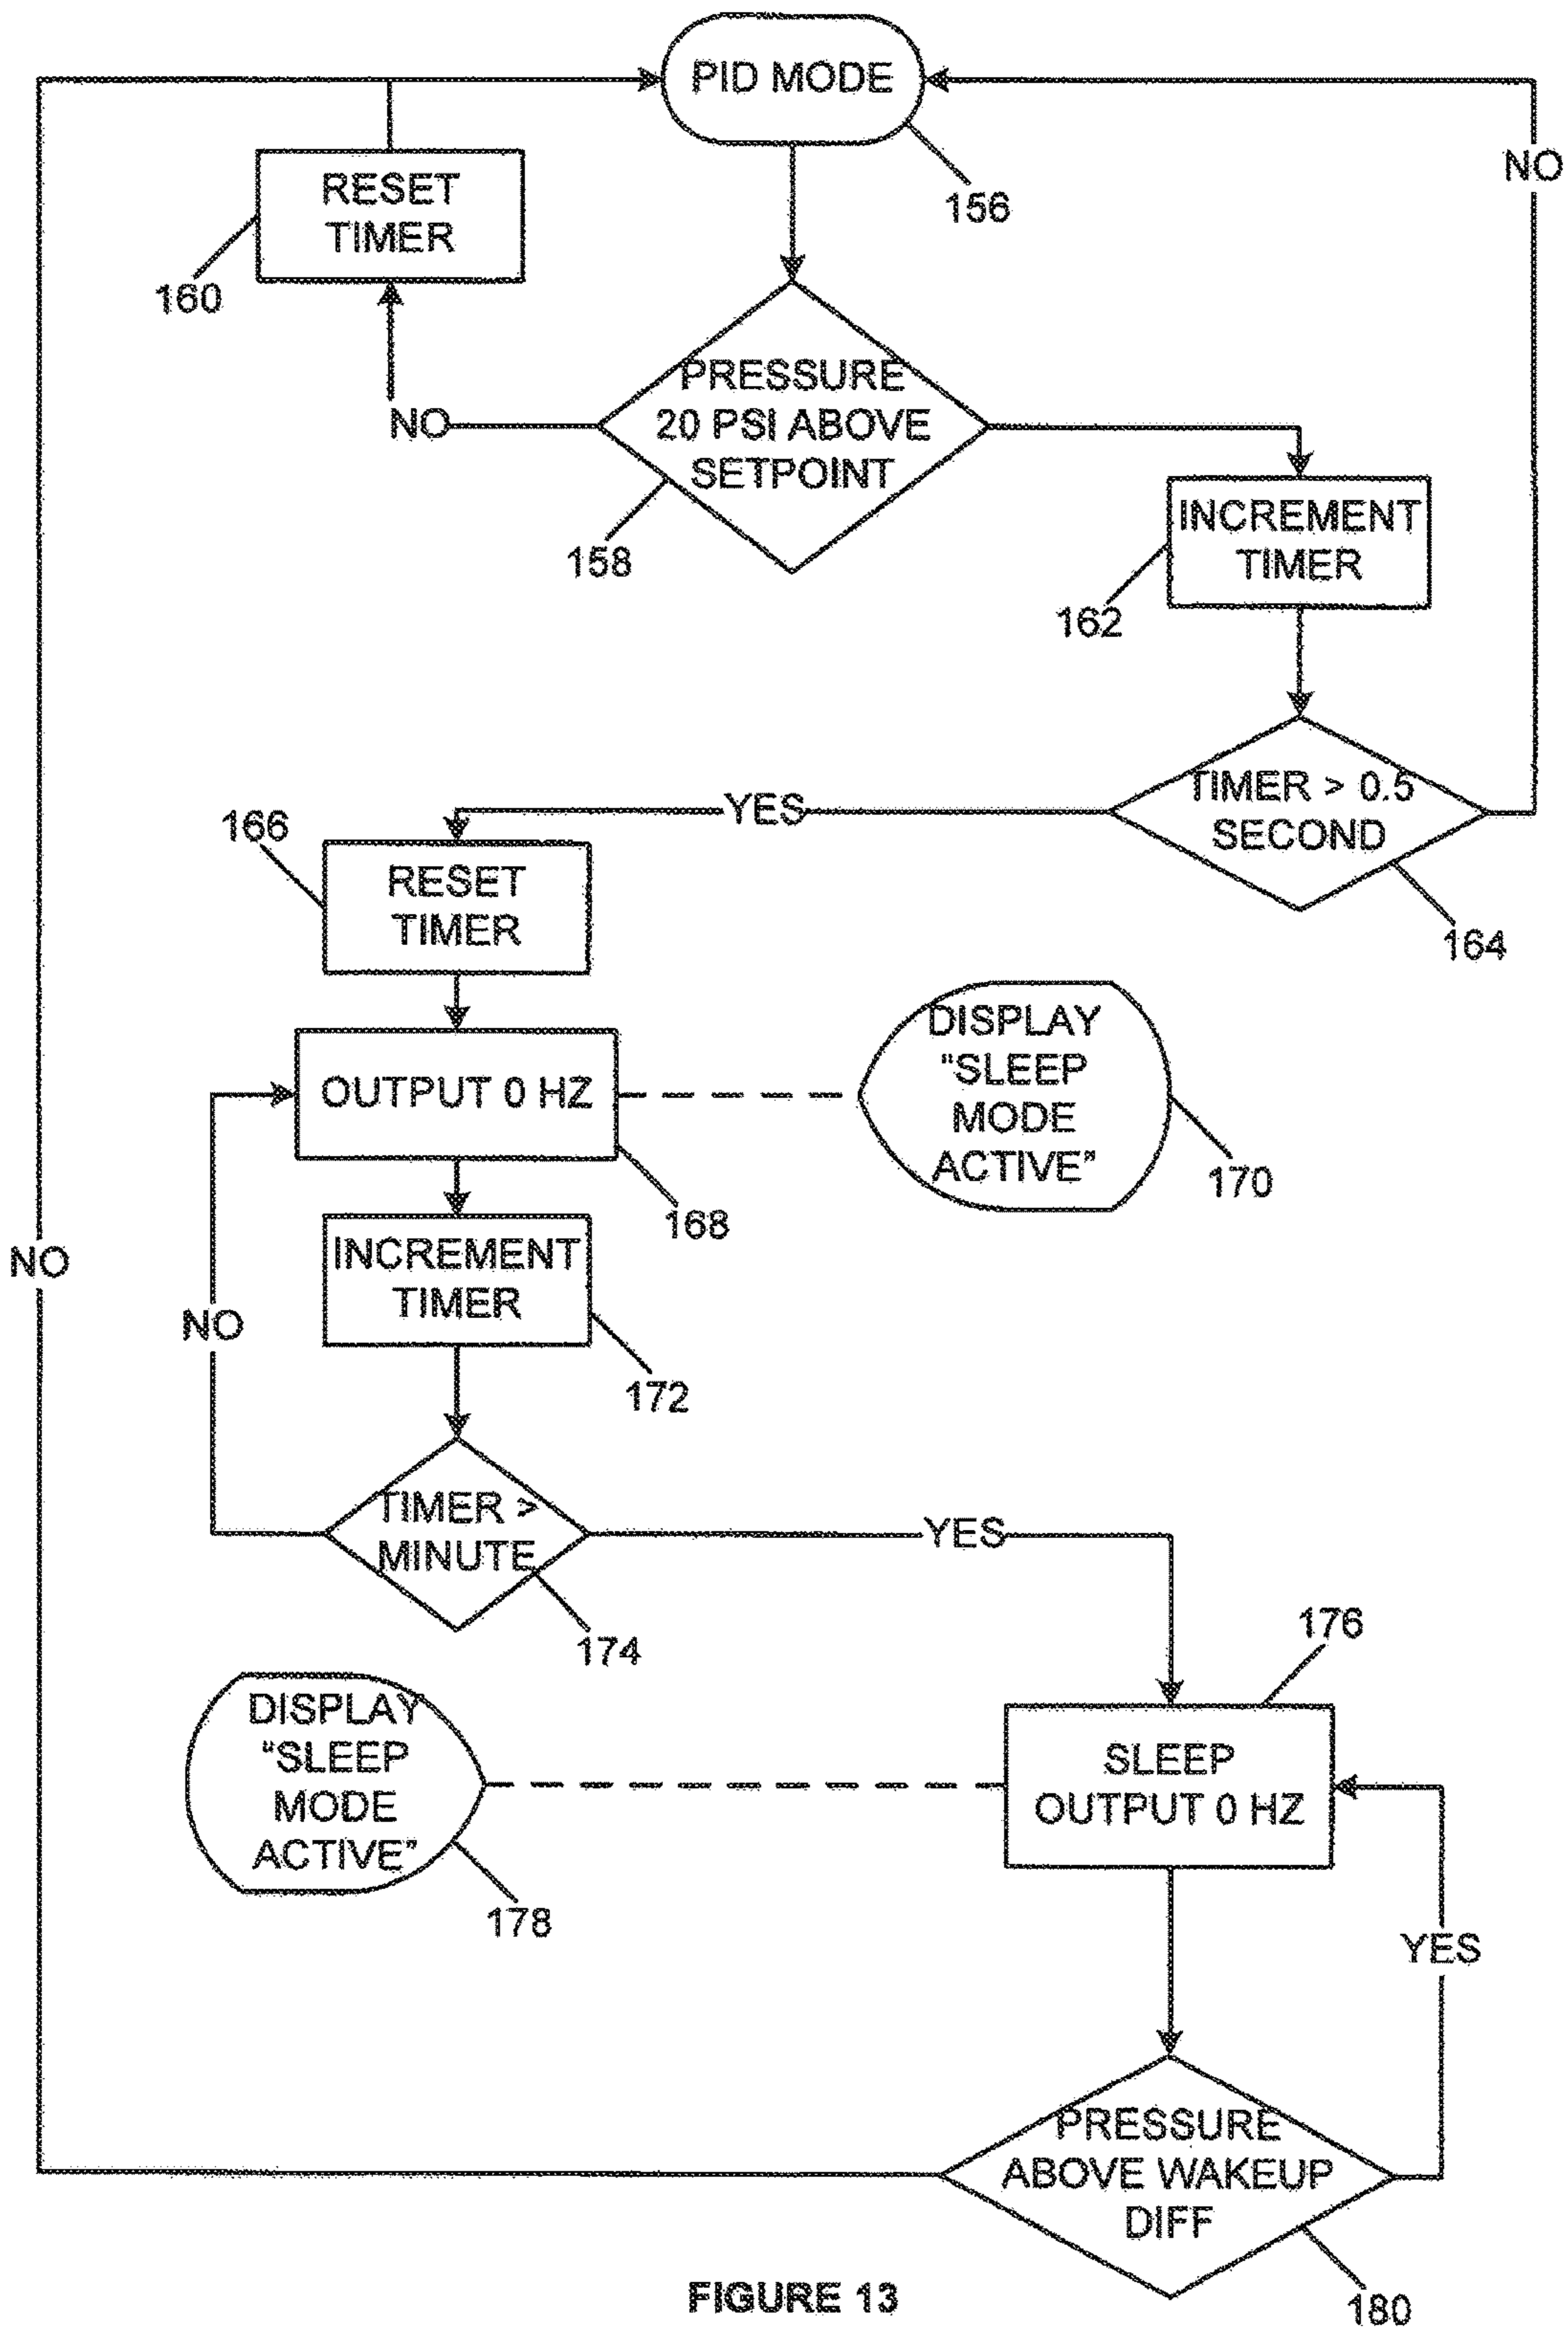 PID MODE
156
NO
RESET
TIMER
160
PRESSURE
20 PSI ABOVE
SETPOINT
NO
158
INCREMENT
TIMER
162
TIMER > 0.5
SECOND
164
YES
166
RESET
TIMER
OUTPUT 0 HZ
168
DISPLAY
“SLEEP
MODE
ACTIVE”
170
NO
INCREMENT
TIMER
172
NO
TIMER >
MINUTE
174
YES
176
SLEEP
OUTPUT 0 HZ
DISPLAY
“SLEEP
MODE
ACTIVE”
178
YES
PRESSURE
ABOVE WAKEUP
DIFF
180
FIGURE 13